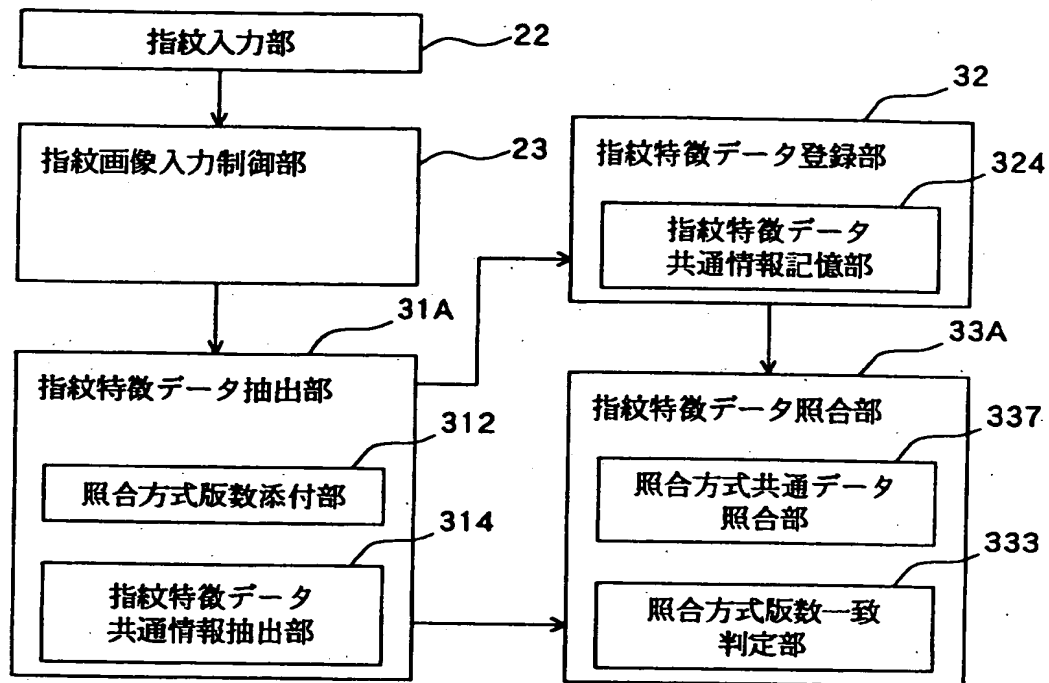 指紋入力部
22
指紋画像入力制御部
23
31A
指紋特徴データ抽出部
312
照合方式版数添付部
314
指紋特徴データ
共通情報抽出部
32
指紋特徴データ登録部
324
指紋特徴データ
共通情報記憶部
33A
指紋特徴データ照合部
337
照合方式共通データ
照合部
333
照合方式版数一致
判定部